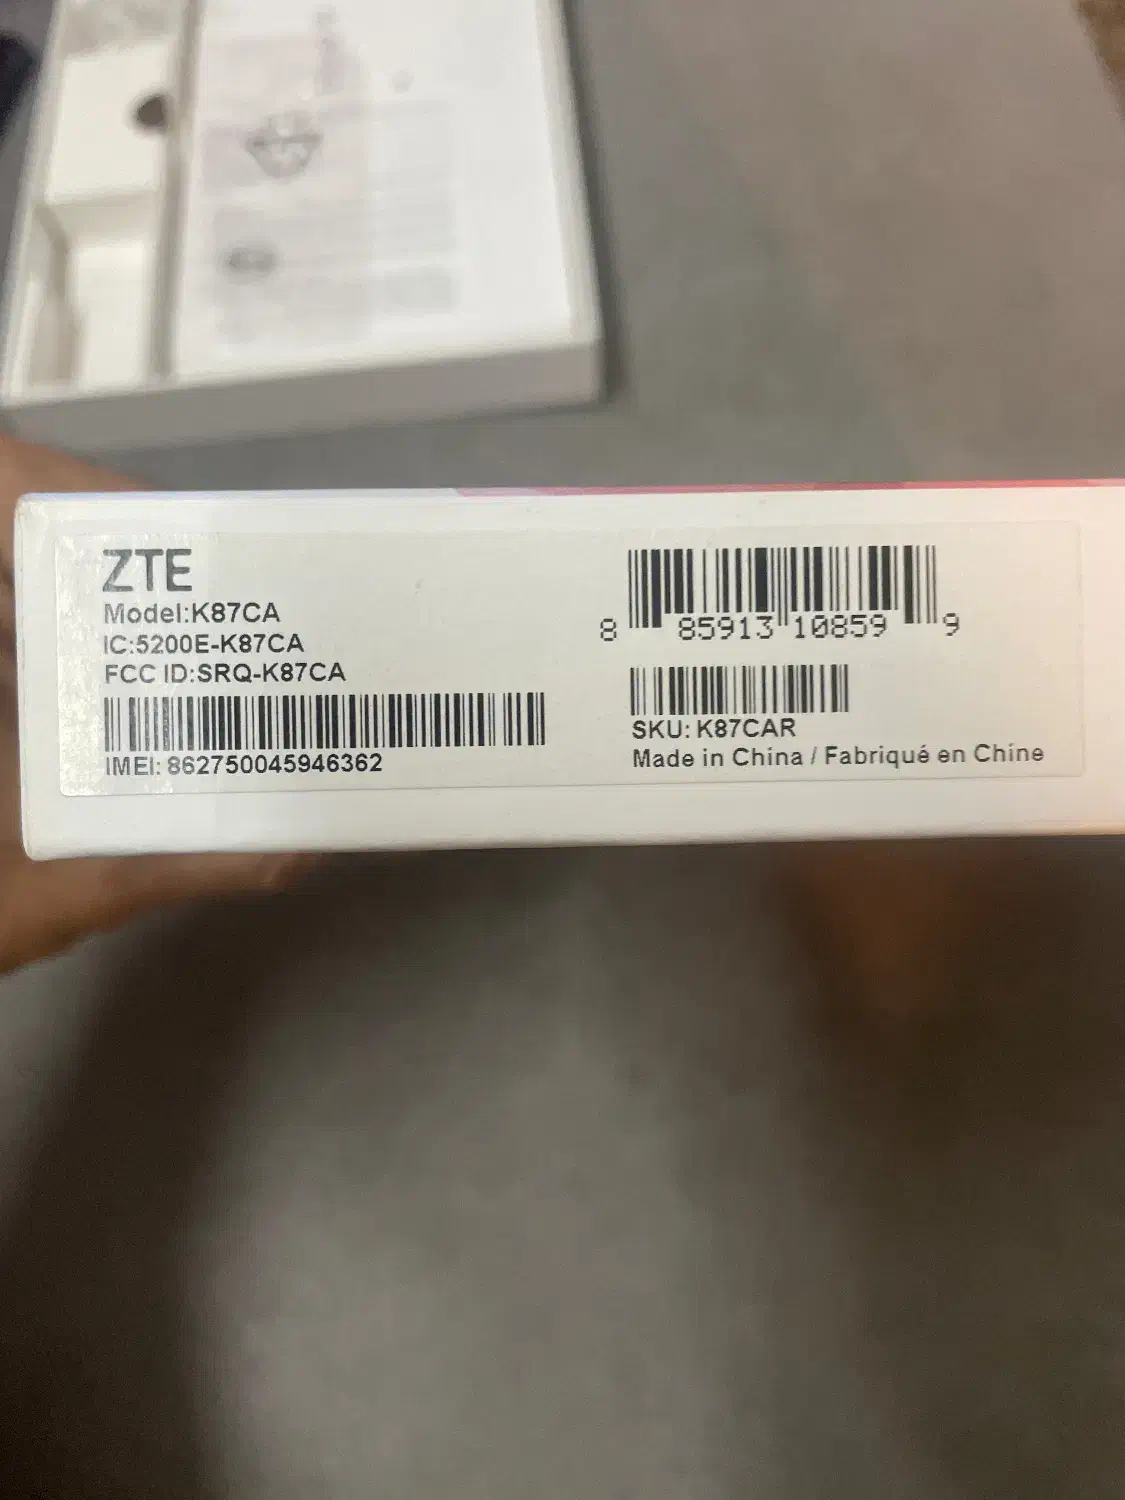 ZTE
Model:K87CA
IC:5200E-K87CA
FCC ID:SRQ-K87CA
IMEI: 862750045946362
8 85913 10859 9
SKU: K87CAR
Made in China / Fabriqué en Chine